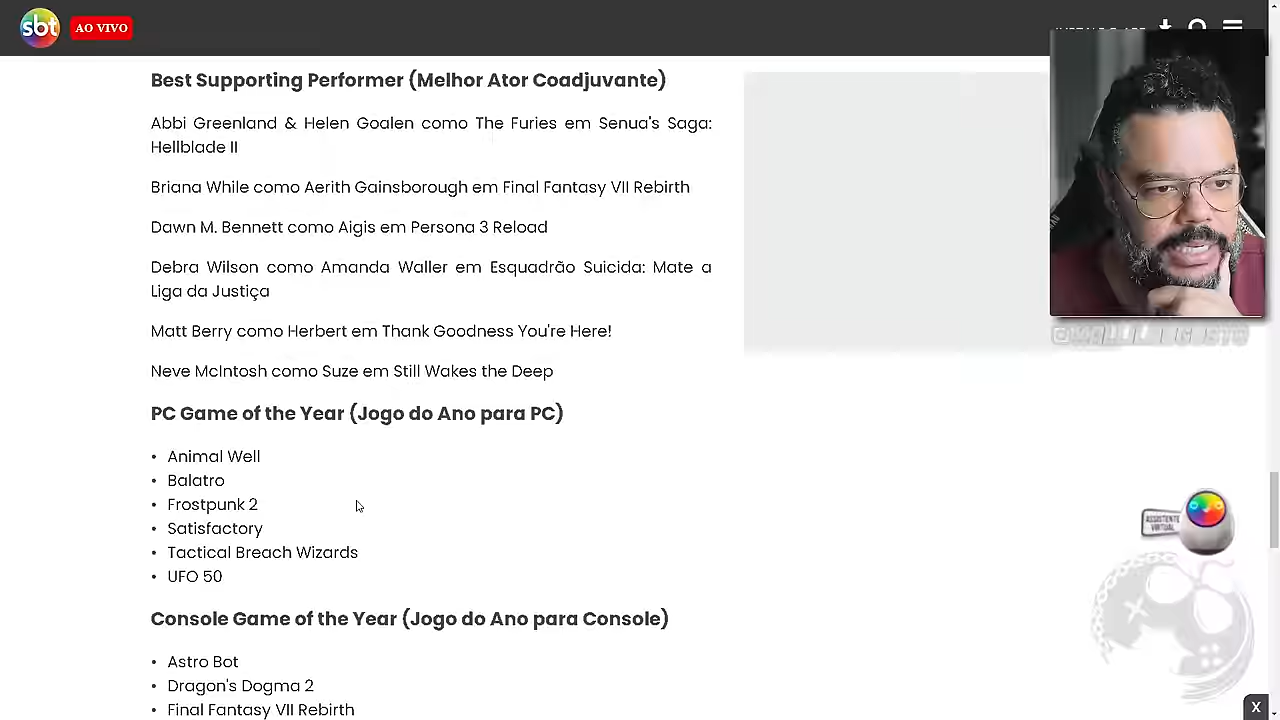 sbt
AO VIVO
Best Supporting Performer (Melhor Ator Coadjuvante)
Abbi Greenland & Helen Goalen como The Furies em Senua's Saga:
Hellblade II
Briana While como Aerith Gainsborough em Final Fantasy VII Rebirth
Dawn M. Bennett como Aigis em Persona 3 Reload
Debra Wilson como Amanda Waller em Esquadrão Suicida: Mate a
Liga da Justiça
Matt Berry como Herbert em Thank Goodness You're Here!
Neve McIntosh como Suze em Still Wakes the Deep
PC Game of the Year (Jogo do Ano para PC)
• Animal Well
• Balatro
• Frostpunk 2
• Satisfactory
• Tactical Breach Wizards
• UFO 50
Console Game of the Year (Jogo do Ano para Console)
• Astro Bot
• Dragon's Dogma 2
• Final Fantasy VII Rebirth
X